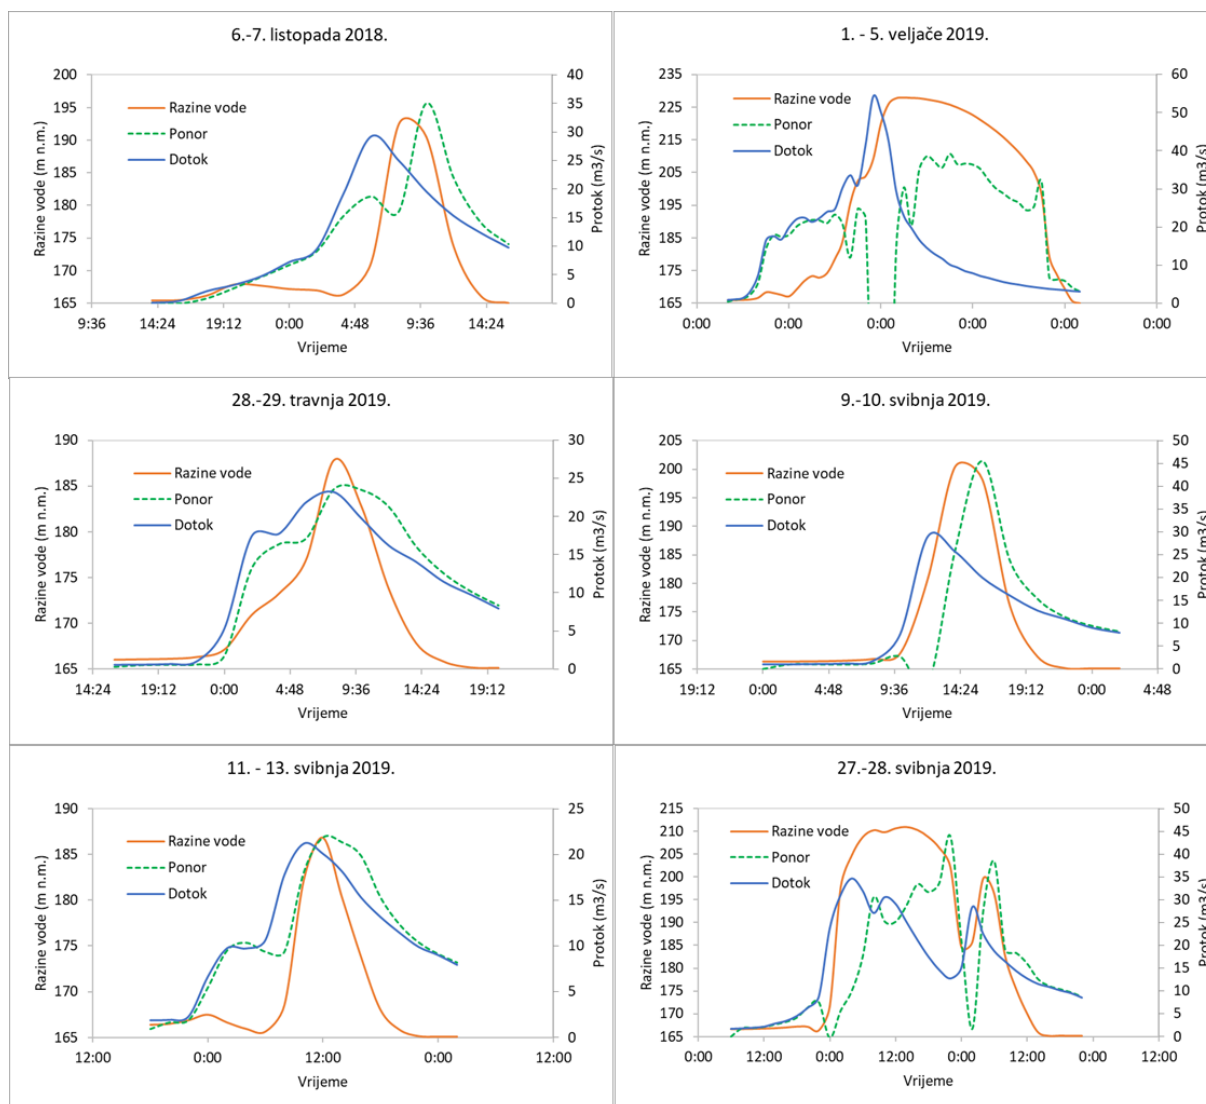 6.-7. listopada 2018.
Razine vode (m n.m.)
200
195
190
185
180
175
170
165
Razine vode
Ponor
Dotok
40
35
30
25
20
15
10
5
0
Protok (m3/s)
9:36 14:24 19:12 0:00 4:48 9:36 14:24
Vrijeme
1. - 5. veljače 2019.
Razine vode (m n.m.)
235
225
215
205
195
185
175
165
Razine vode
Ponor
Dotok
60
50
40
30
20
10
0
Protok (m3/s)
0:00 0:00 0:00 0:00 0:00 0:00
Vrijeme
28.-29. travnja 2019.
Razine vode (m n.m.)
190
185
180
175
170
165
Razine vode
Ponor
Dotok
30
25
20
15
10
5
0
Protok (m3/s)
14:24 19:12 0:00 4:48 9:36 14:24 19:12
Vrijeme
9.-10. svibnja 2019.
Razine vode (m n.m.)
205
200
195
190
185
180
175
170
165
Razine vode
Ponor
Dotok
50
45
40
35
30
25
20
15
10
5
0
Protok (m3/s)
19:12 0:00 4:48 9:36 14:24 19:12 0:00 4:48
Vrijeme
11. - 13. svibnja 2019.
Razine vode (m n.m.)
190
185
180
175
170
165
Razine vode
Ponor
Dotok
25
20
15
10
5
0
Protok (m3/s)
12:00 0:00 12:00 0:00 12:00
Vrijeme
27.-28. svibnja 2019.
Razine vode (m n.m.)
215
210
205
200
195
190
185
180
175
170
165
Razine vode
Ponor
Dotok
50
45
40
35
30
25
20
15
10
5
0
Protok (m3/s)
0:00 12:00 0:00 12:00 0:00 12:00 0:00 12:00
Vrijeme